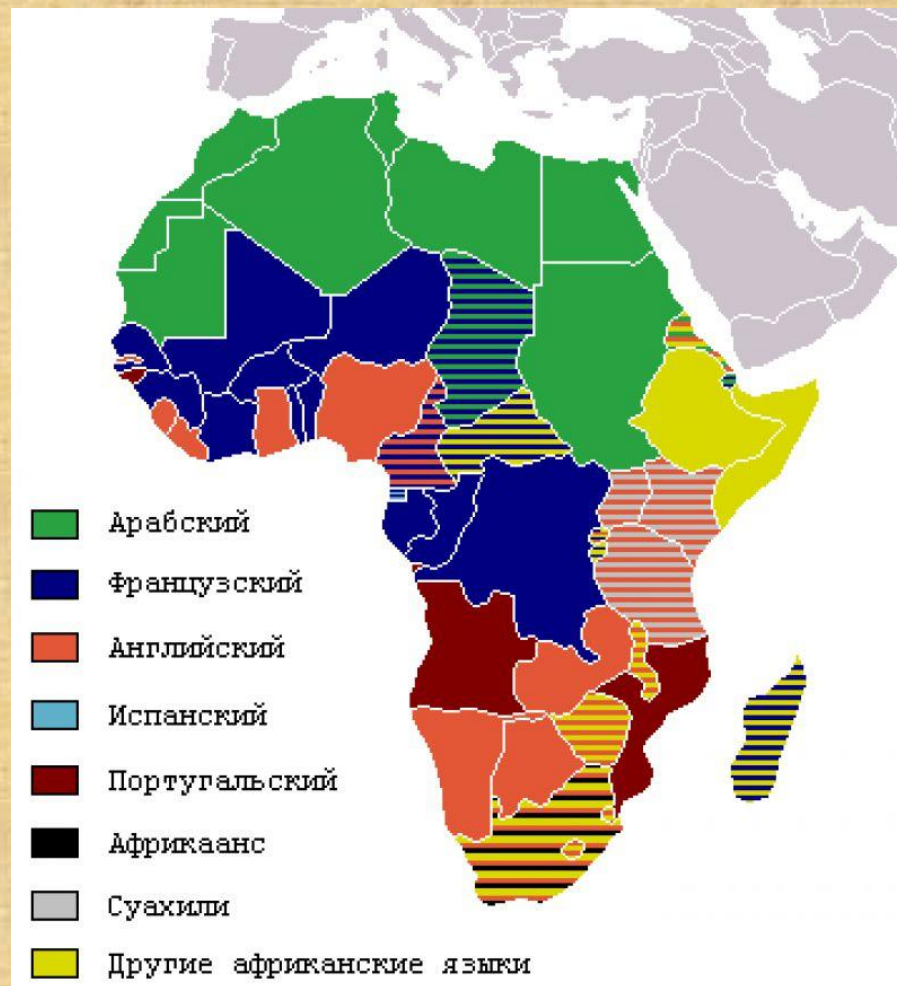 Арабский
Французский
Английский
Испанский
Португальский
Африкаанс
Суахили
Другие африканские языки